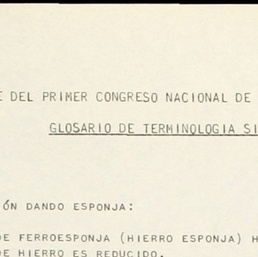 E DEL PRIMER CONGRESO NACIONAL DE
GLOSARIO DE TERMINOLOGIA SI
ÓN DANDO ESPONJA:
DE FERROESPONJA (HIERRO ESPONJA) H
DE HIERRO ES REDUCIDO.